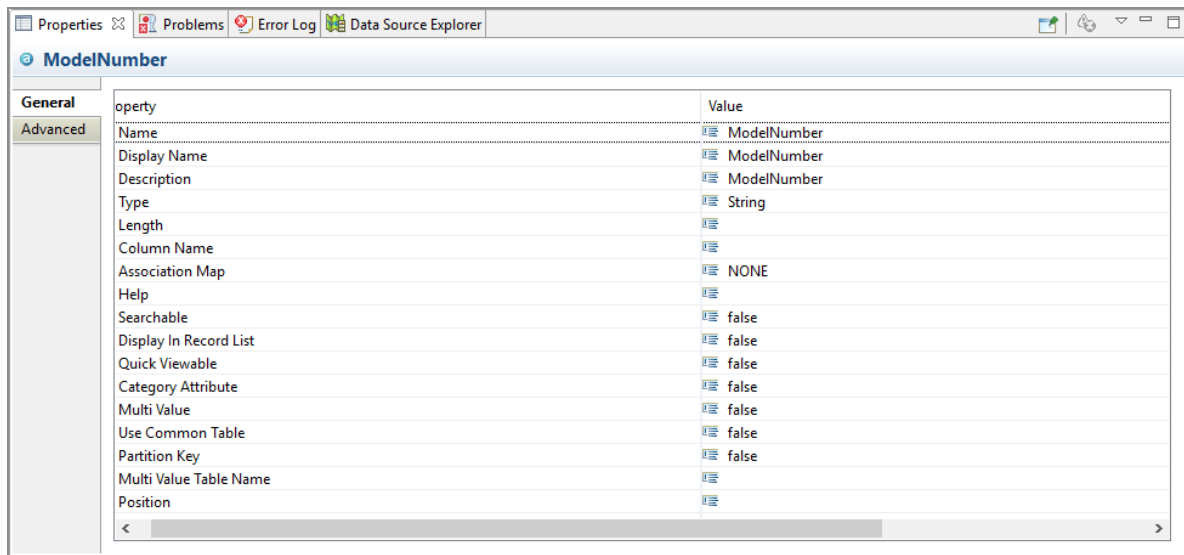 Properties Problems Error Log Data Source Explorer
ModelNumber
General
Advanced
operty Value
Name ModelNumber
Display Name ModelNumber
Description ModelNumber
Type String
Length
Column Name
Association Map NONE
Help
Searchable false
Display In Record List false
Quick Viewable false
Category Attribute false
Multi Value false
Use Common Table false
Partition Key false
Multi Value Table Name
Position